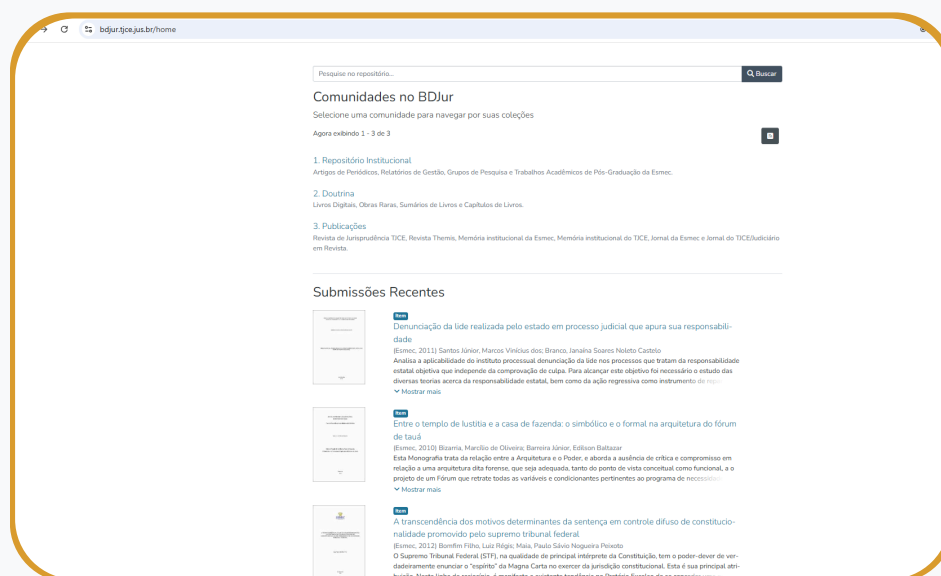 bdjur.tjce.jus.br/home
Pesquise no repositório...
Buscar
Comunidades no BDJur
Selecione uma comunidade para navegar por suas coleções
Agora exibindo 1 - 3 de 3
1. Repositório Institucional
Artigos de Periódicos, Relatórios de Gestão, Grupos de Pesquisa e Trabalhos Acadêmicos de Pós-Graduação da Esmec.
2. Doutrina
Livros Digitais, Obras Raras, Sumários de Livros e Capítulos de Livros.
3. Publicações
Revista de Jurisprudência TJCE, Revista Themis, Memória institucional da Esmec, Memória institucional do TJCE, Jornal da Esmec e Jornal do TJCE/Judiciário
em Revista.
Submissões Recentes
Item
Denunciação da lide realizada pelo estado em processo judicial que apura sua responsabili-
dade
(Esmec, 2011) Santos Júnior, Marcos Vinícius dos; Branco, Janaína Soares Noleto Castelo
Analisa a aplicabilidade do instituto processual denunciação da lide nos processos que tratam da responsabilidade
estatal objetiva que independe da comprovação de culpa. Para alcançar este objetivo foi necessário o estudo das
diversas teorias acerca da responsabilidade estatal, bem como da ação regressiva como instrumento de
Mostrar mais
Item
Entre o templo de Iustitia e a casa de fazenda: o simbólico e o formal na arquitetura do fórum
de tauá
(Esmec, 2010) Bizarria, Marcílio de Oliveira; Barreira Júnior, Edilson Baltazar
Esta Monografia trata da relação entre a Arquitetura e o Poder, e aborda a ausência de crítica e compromisso em
relação a uma arquitetura dita forense, que seja adequada, tanto do ponto de vista conceitual como funcional, a o
projeto de um Fórum que retrate todas as variáveis e condicionantes pertinentes ao programa de
Mostrar mais
Item
A transcendência dos motivos determinantes da sentença em controle difuso de constitucio-
nalidade promovido pelo supremo tribunal federal
(Esmec, 2012) Bomfim Filho, Luiz Régis; Maia, Paulo Sávio Nogueira Peixoto
O Supremo Tribunal Federal (STF), na qualidade de principal intérprete da Constituição, tem o poder-dever de ver-
dadeiramente enunciar o "espírito" da Magna Carta no exercer da jurisdição constitucional. Esta é sua principal atri-